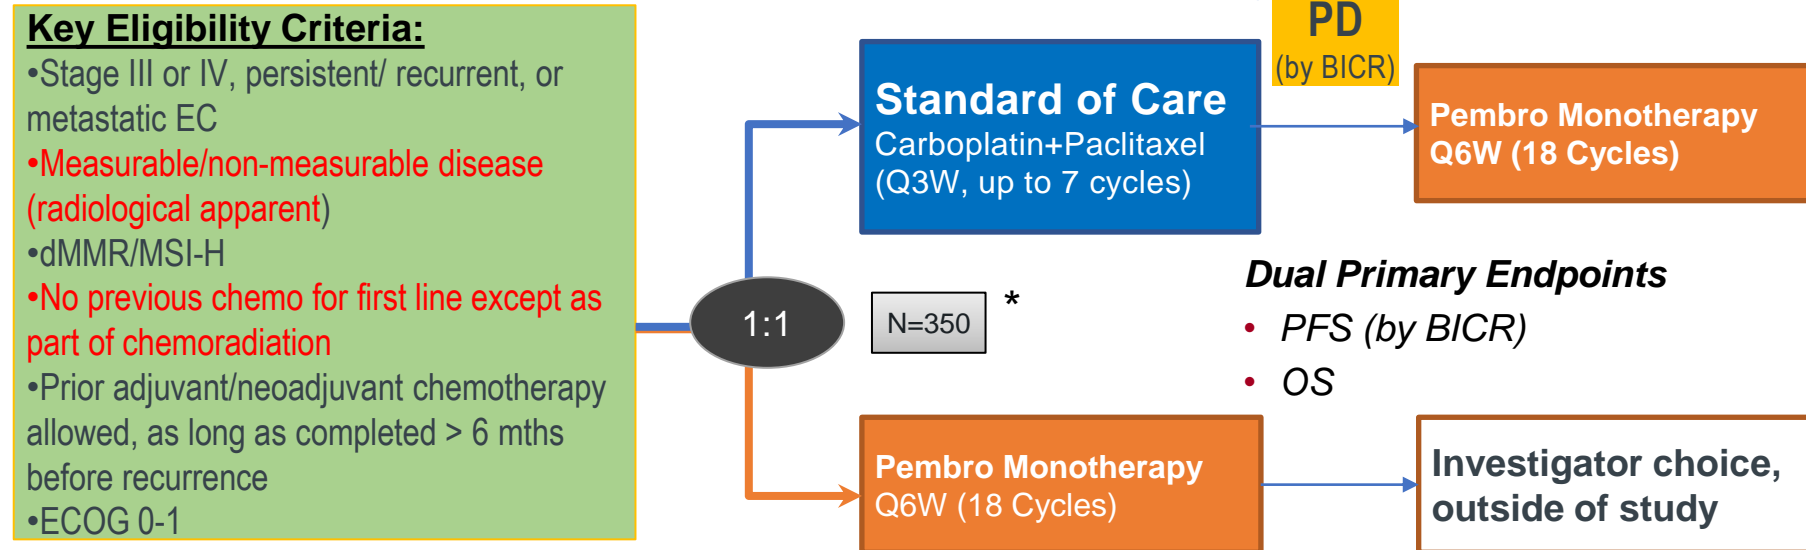 Key Eligibility Criteria:
•Stage III or IV, persistent/ recurrent, or
metastatic EC
•Measurable/non-measurable disease
(radiological apparent)
•dMMR/MSI-H
•No previous chemo for first line except as
part of chemoradiation
•Prior adjuvant/neoadjuvant chemotherapy
allowed, as long as completed > 6 mths
before recurrence
•ECOG 0-1
1:1
N=350
*
Standard of Care
Carboplatin+Paclitaxel
(Q3W, up to 7 cycles)
PD
(by BICR)
Pembro Monotherapy
Q6W (18 Cycles)
Dual Primary Endpoints
• PFS (by BICR)
• OS
Pembro Monotherapy
Q6W (18 Cycles)
Investigator choice,
outside of study